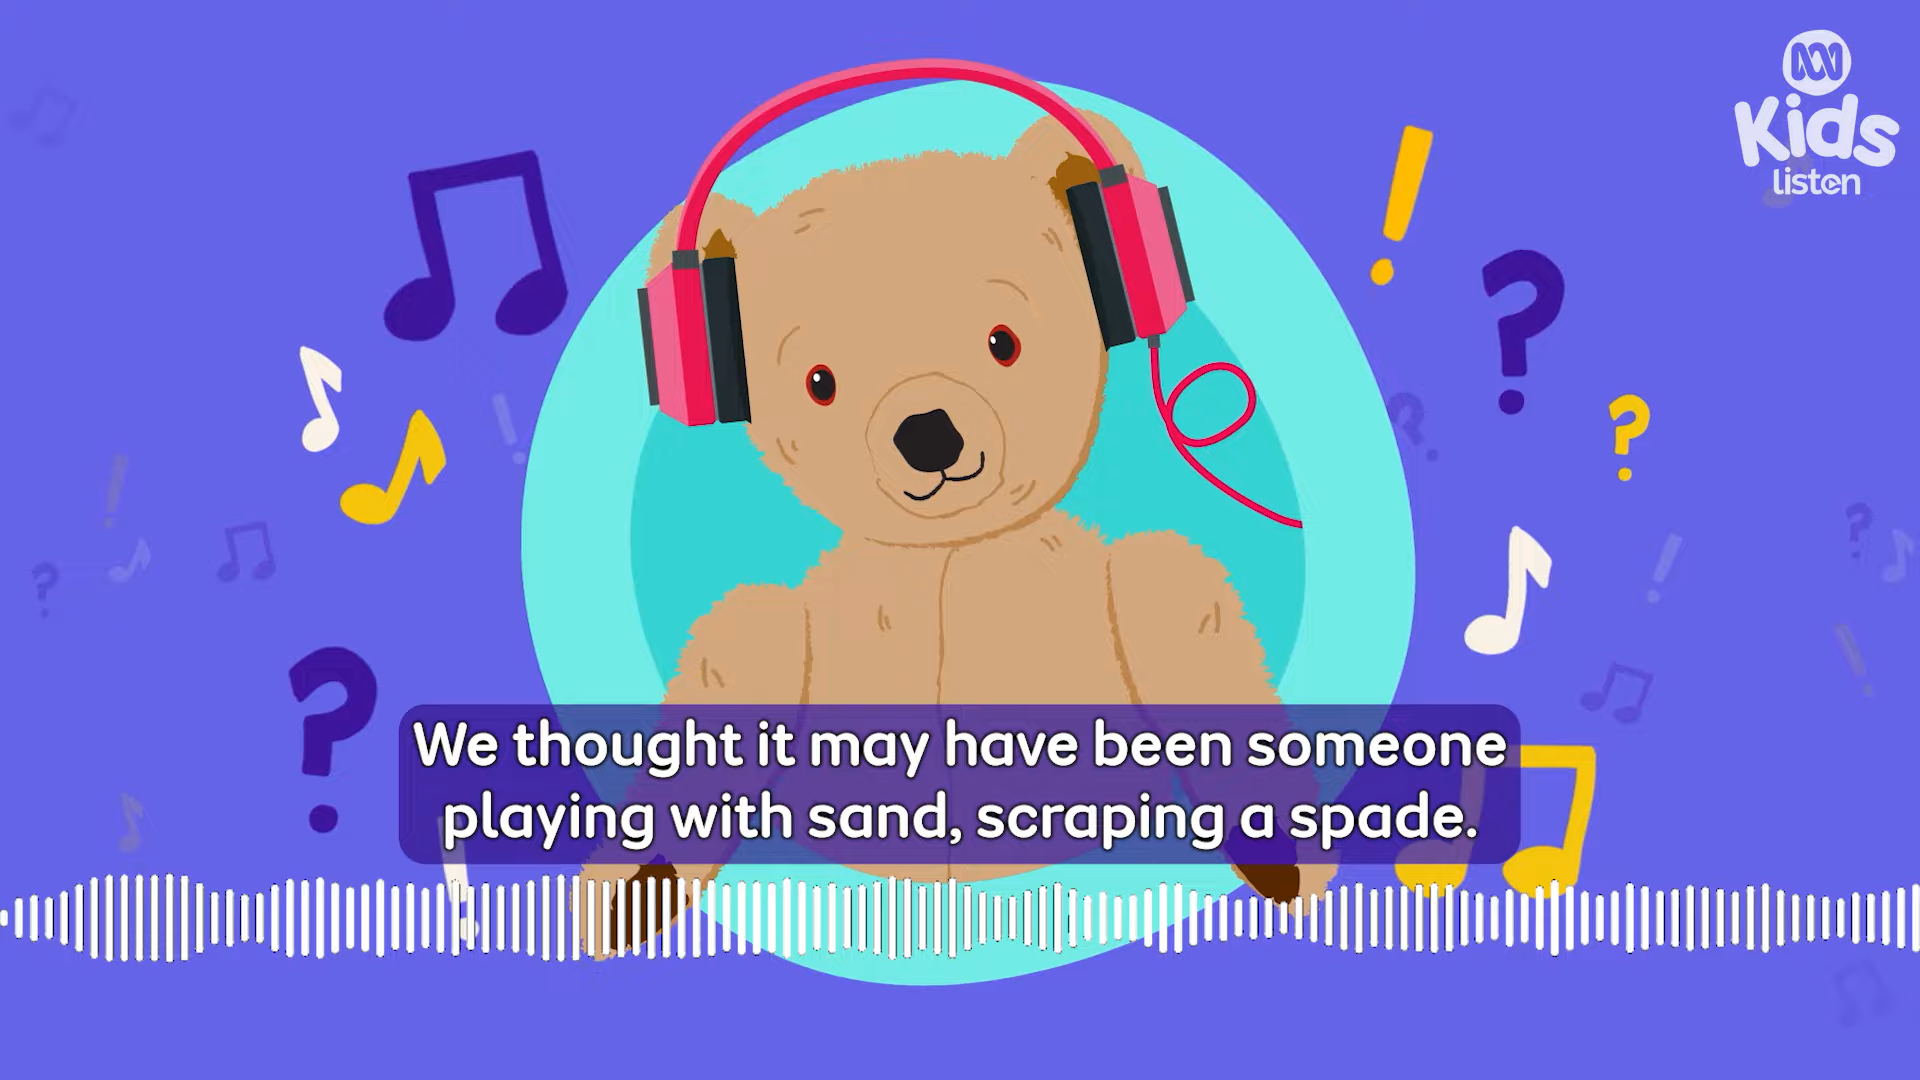 Kids
listen
We thought it may have been someone
playing with sand, scraping a spade.